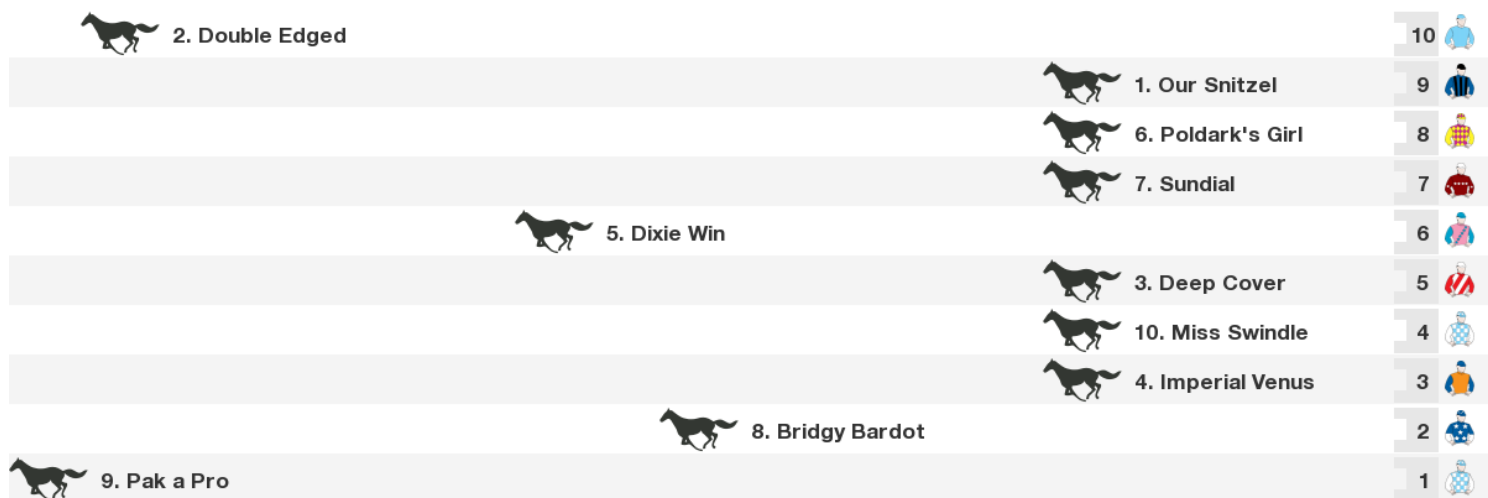 2. Double Edged 10
1. Our Snitzel 9
6. Poldark's Girl 8
7. Sundial 7
5. Dixie Win 6
3. Deep Cover 5
10. Miss Swindle 4
4. Imperial Venus 3
8. Bridgy Bardot 2
9. Pak a Pro 1